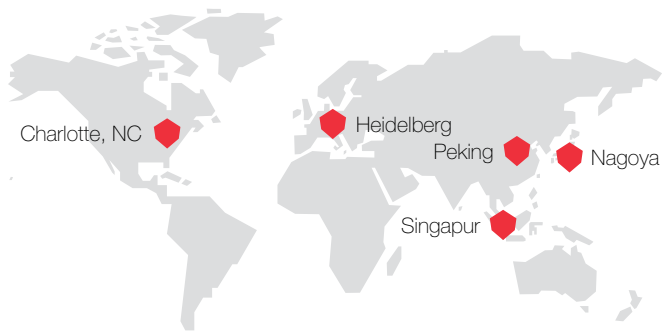 Charlotte, NC
Heidelberg
Peking
Nagoya
Singapur